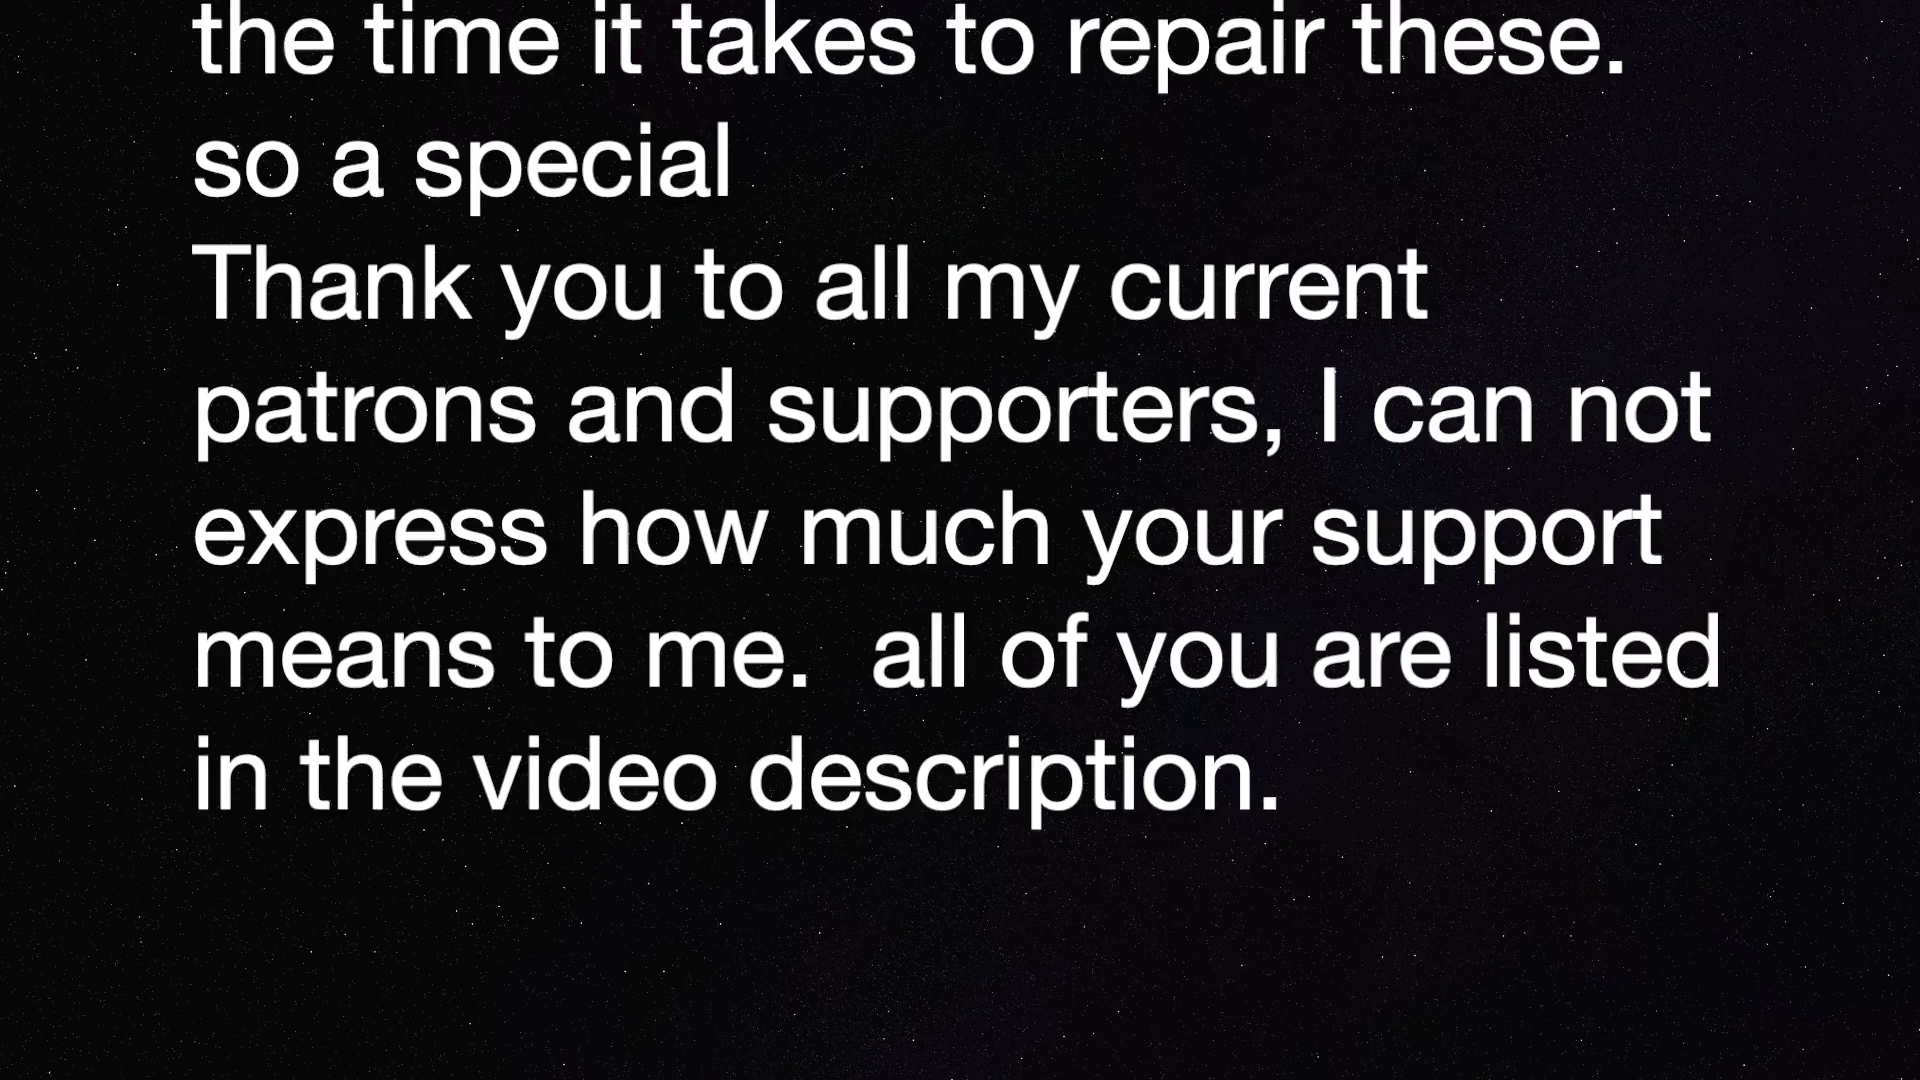 the time it takes to repair these.
so a special
Thank you to all my current
patrons and supporters, I can not
express how much your support
means to me.  all of you are listed
in the video description.